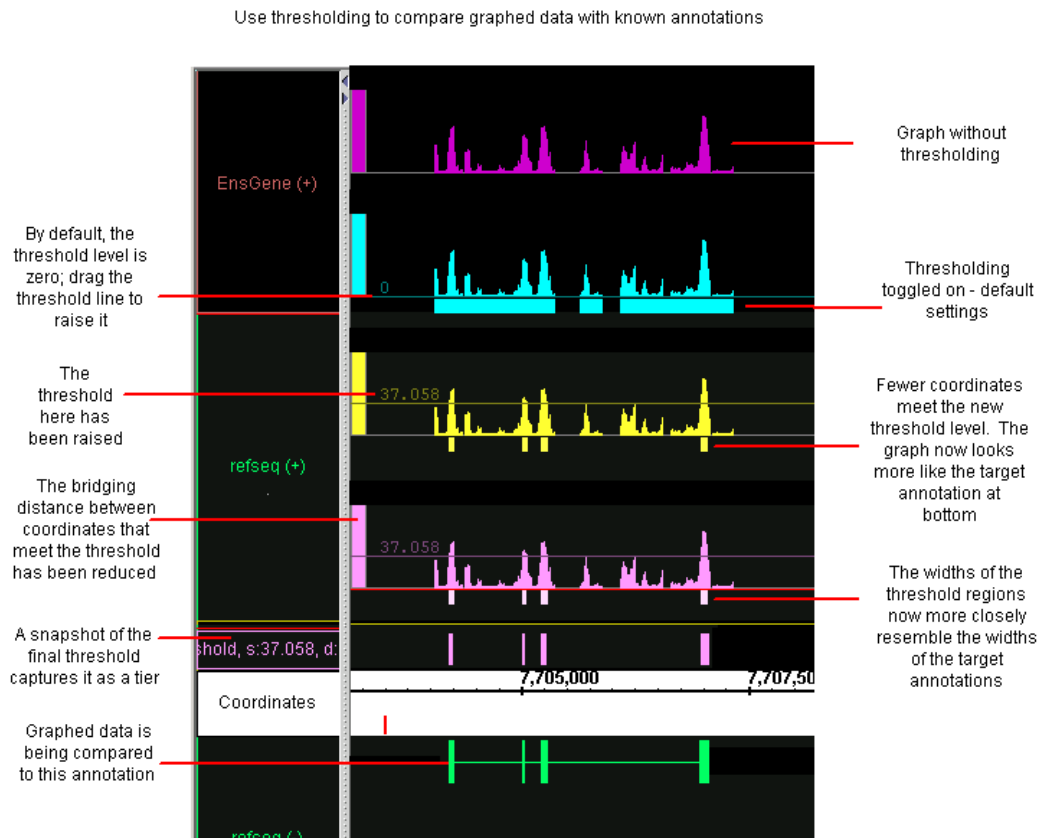 Use thresholding to compare graphed data with known annotations
EnsGene (+)
Graph without
thresholding
By default, the
threshold level is
zero; drag the
threshold line to
raise it
0
Thresholding
toggled on - default
settings
The
threshold
here has
been raised
37.058
Fewer coordinates
meet the new
threshold level. The
graph now looks
more like the target
annotation at
bottom
refseq (+)
The bridging
distance between
coordinates that
meet the threshold
has been reduced
37.058
The widths of the
threshold regions
now more closely
resemble the widths
of the target
annotations
A snapshot of the
final threshold
captures it as a tier
shold, s:37.058, d:
7,705,000
7,707,50
Coordinates
Graphed data is
being compared
to this annotation
refseq (-)